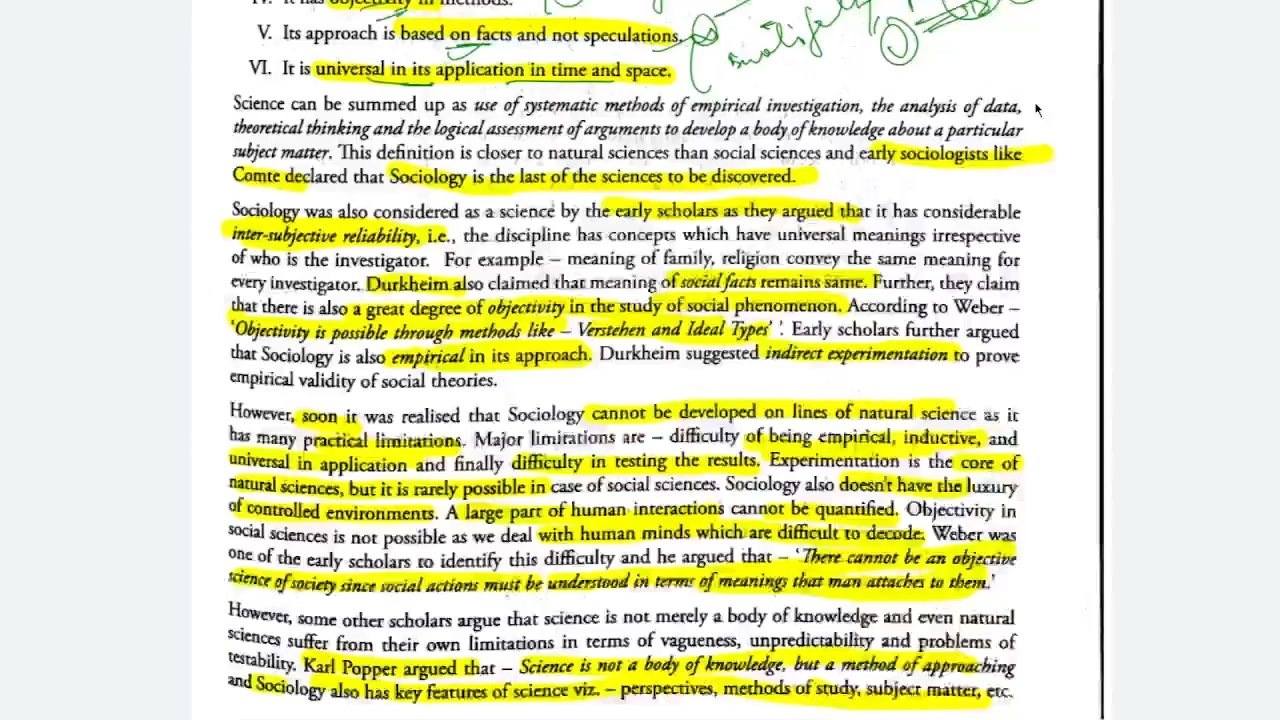 IV. It has objectivity in methods.
V. Its approach is based on facts and not speculations.
VI. It is universal in its application in time and space.
Science can be summed up as use of systematic methods of empirical investigation, the analysis of data,
theoretical thinking and the logical assessment of arguments to develop a body of knowledge about a particular
subject matter. This definition is closer to natural sciences than social sciences and early sociologists like
Comte declared that Sociology is the last of the sciences to be discovered.
Sociology was also considered as a science by the early scholars as they argued that it has considerable
inter-subjective reliability, i.e., the discipline has concepts which have universal meanings irrespective
of who is the investigator. For example – meaning of family, religion convey the same meaning for
every investigator. Durkheim also claimed that meaning of social facts remains same. Further, they claim
that there is also a great degree of objectivity in the study of social phenomenon. According to Weber –
'Objectivity is possible through methods like – Verstehen and Ideal Types' '. Early scholars further argued
that Sociology is also empirical in its approach. Durkheim suggested indirect experimentation to prove
empirical validity of social theories.
However, soon it was realised that Sociology cannot be developed on lines of natural science as it
has many practical limitations. Major limitations are – difficulty of being empirical, inductive, and
universal in application and finally difficulty in testing the results. Experimentation is the core of
natural sciences, but it is rarely possible in case of social sciences. Sociology also doesn't have the luxury
of controlled environments. A large part of human interactions cannot be quantified. Objectivity in
social sciences is not possible as we deal with human minds which are difficult to decode. Weber was
one of the early scholars to identify this difficulty and he argued that – 'There cannot be an objective
science of society since social actions must be understood in terms of meanings that man attaches to them.'
However, some other scholars argue that science is not merely a body of knowledge and even natural
sciences suffer from their own limitations in terms of vagueness, unpredictability and problems of
testability. Karl Popper argued that – Science is not a body of knowledge, but a method of approaching
and Sociology also has key features of science viz. – perspectives, methods of study, subject matter, etc.